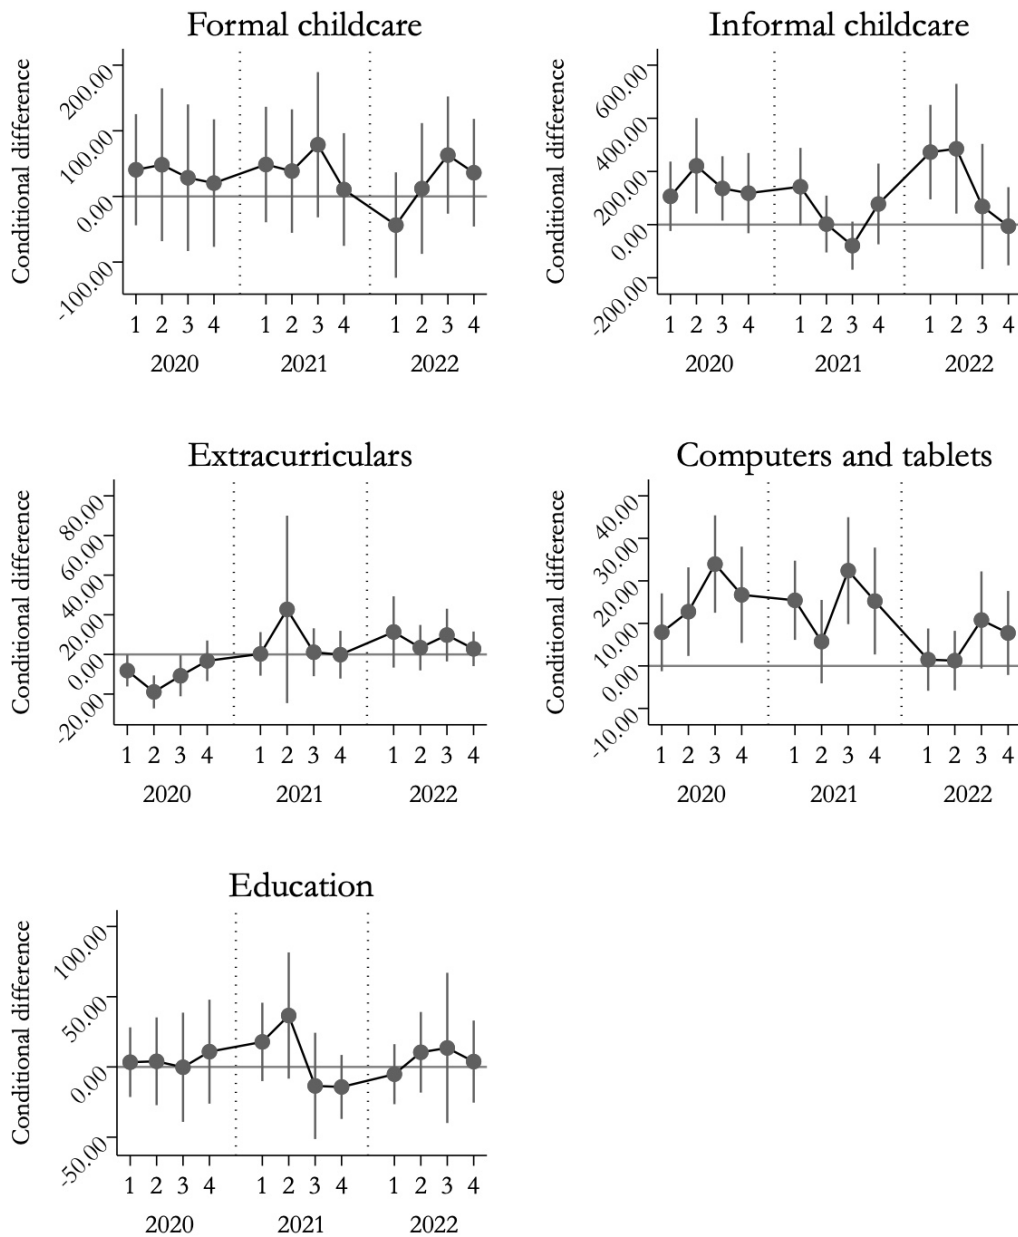 Formal childcare
Conditional difference
200.00
100.00
0.00
-100.00
1 2 3 4 1 2 3 4 1 2 3 4
2020 2021 2022
Informal childcare
Conditional difference
600.00
400.00
200.00
0.00
-200.00
1 2 3 4 1 2 3 4 1 2 3 4
2020 2021 2022
Extracurriculars
Conditional difference
80.00
60.00
40.00
20.00
0.00
-20.00
1 2 3 4 1 2 3 4 1 2 3 4
2020 2021 2022
Computers and tablets
Conditional difference
40.00
30.00
20.00
10.00
0.00
-10.00
1 2 3 4 1 2 3 4 1 2 3 4
2020 2021 2022
Education
Conditional difference
100.00
50.00
0.00
-50.00
1 2 3 4 1 2 3 4 1 2 3 4
2020 2021 2022